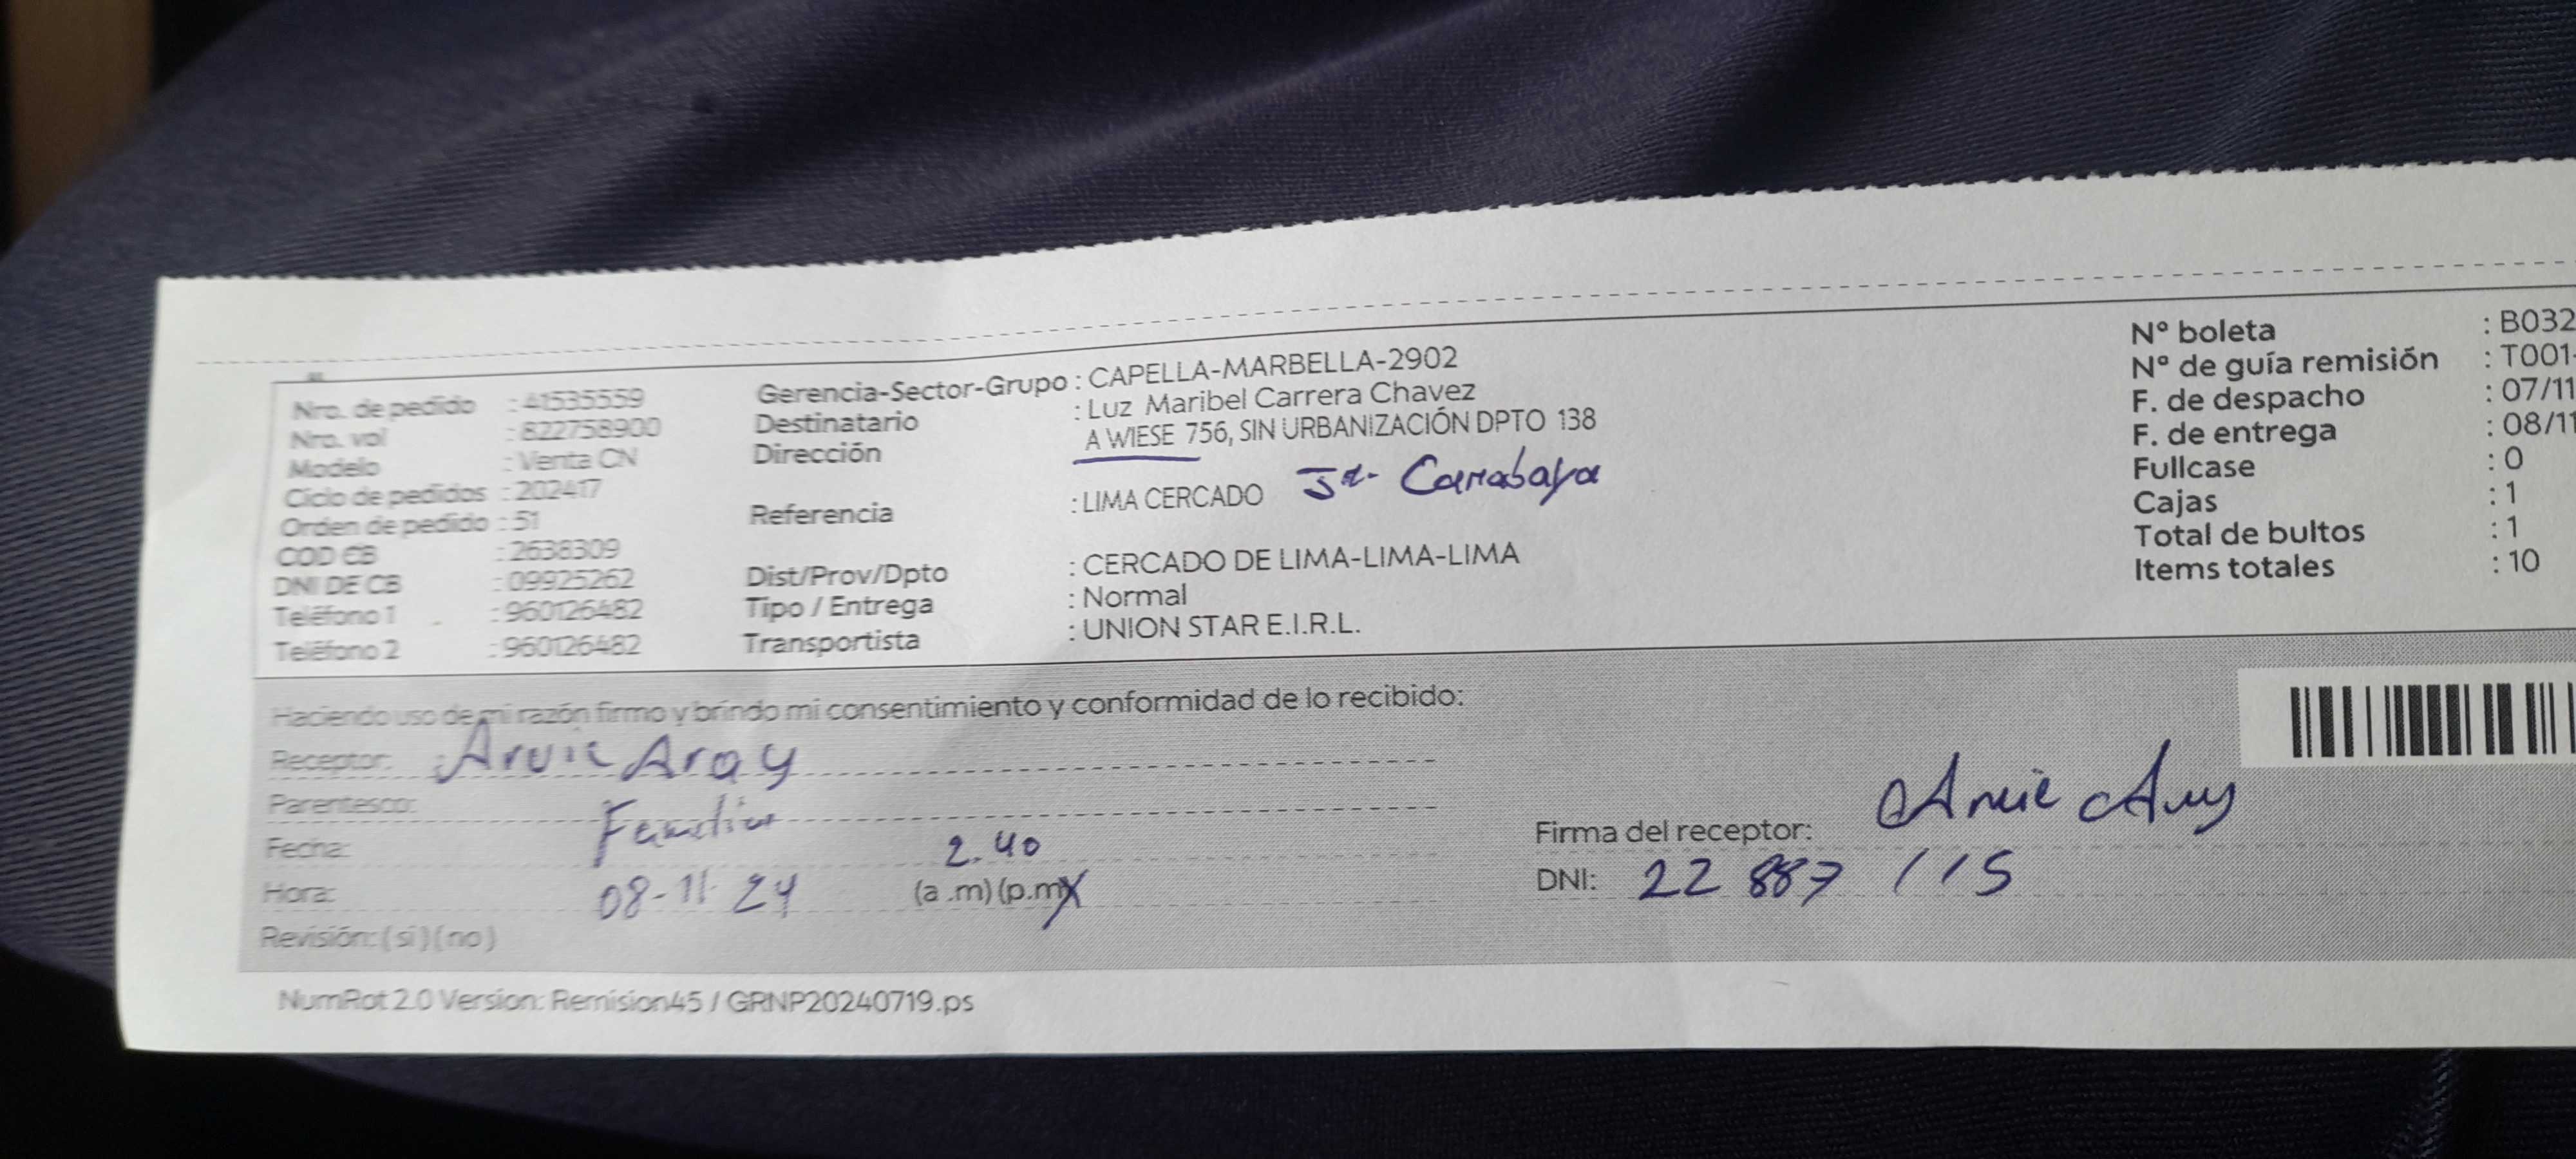 Nro. de pedido : 41535559
Nro. vol : 822758900
Modelo : Venta CN
Ciclo de pedidos : 202417
Orden de pedido : 51
COD CB : 2638309
DNI DE CB : 09925262
Teléfono 1 : 960126482
Teléfono 2 : 960126482
Gerencia-Sector-Grupo : CAPELLA-MARBELLA-2902
Destinatario : Luz Maribel Carrera Chavez
Dirección A WIESE 756, SIN URBANIZACIÓN DPTO 138
Referencia : LIMA CERCADO Jr. Carabaya
Dist/Prov/Dpto : CERCADO DE LIMA-LIMA-LIMA
Tipo / Entrega : Normal
Transportista : UNION STAR E.I.R.L.
N° boleta : B032
N° de guía remisión : T001-
F. de despacho : 07/11
F. de entrega : 08/11
Fullcase : 0
Cajas : 1
Total de bultos : 1
Items totales : 10
Haciendo uso de mi razón firmo y brindo mi consentimiento y conformidad de lo recibido:
Receptor: Aray
Parentesco: Familiar
Fecha: 2.40
Hora: 08-11-24 (a .m) (p.m)
Revisión: ( si ) ( no )
Firma del receptor:
DNI: 22 887 115
NumRot 2.0 Version: Remision45 / GRNP20240719.ps